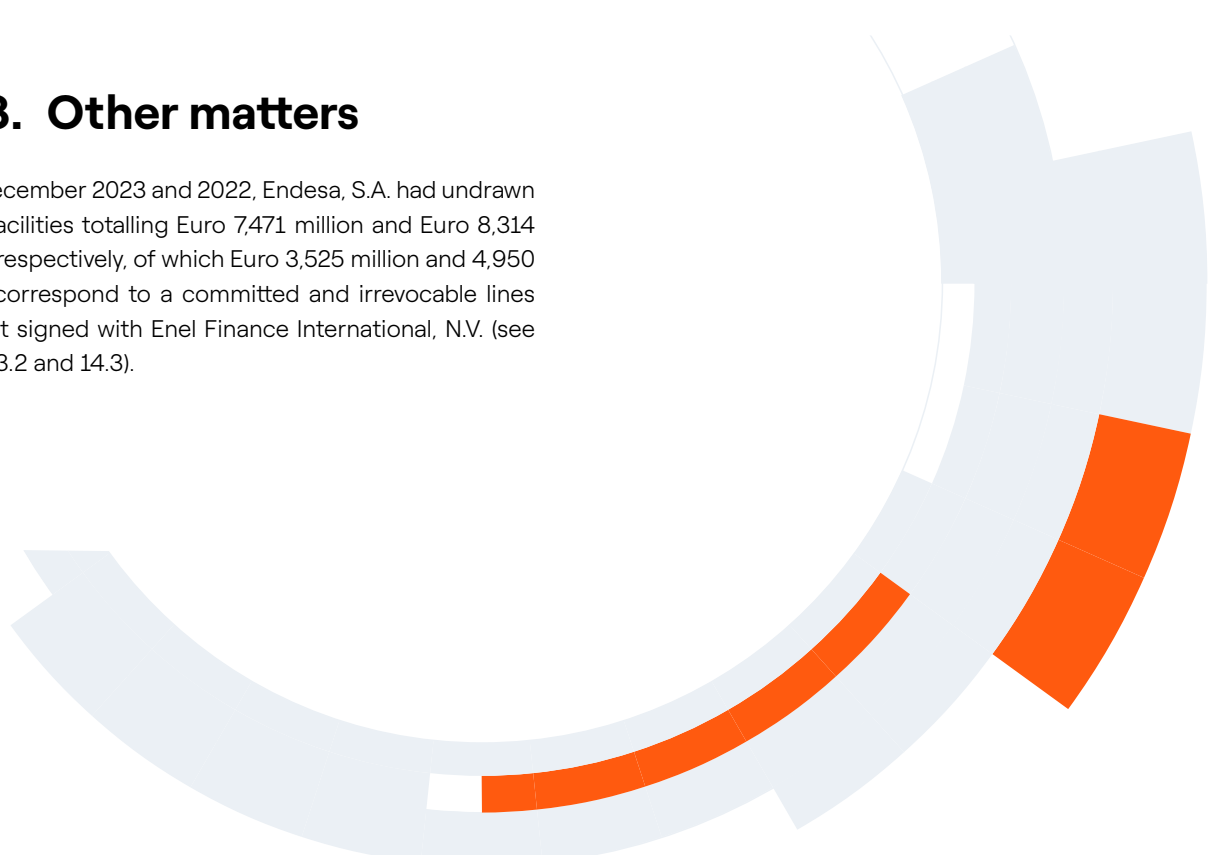 3. Other matters
ecember 2023 and 2022, Endesa, S.A. had undrawn
acilities totalling Euro 7,471 million and Euro 8,314
respectively, of which Euro 3,525 million and 4,950
correspond to a committed and irrevocable lines
t signed with Enel Finance International, N.V. (see
3.2 and 14.3).